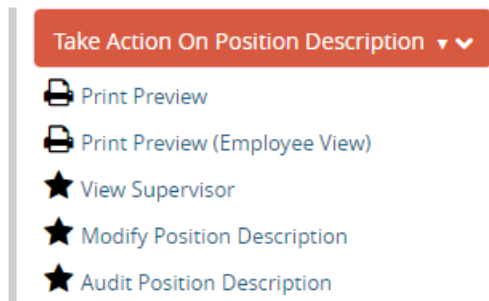 Take Action On Position Description
Print Preview
Print Preview (Employee View)
View Supervisor
Modify Position Description
Audit Position Description